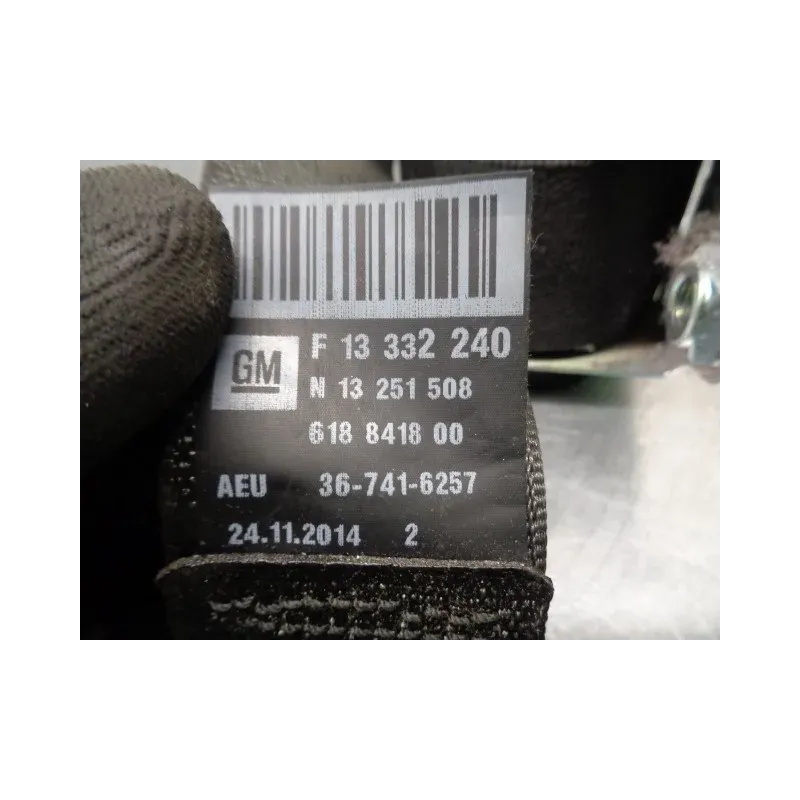 F 13 332 240
GM
N 13 251 508
618 8418 00
AEU 36-741-6257
24.11.2014 2